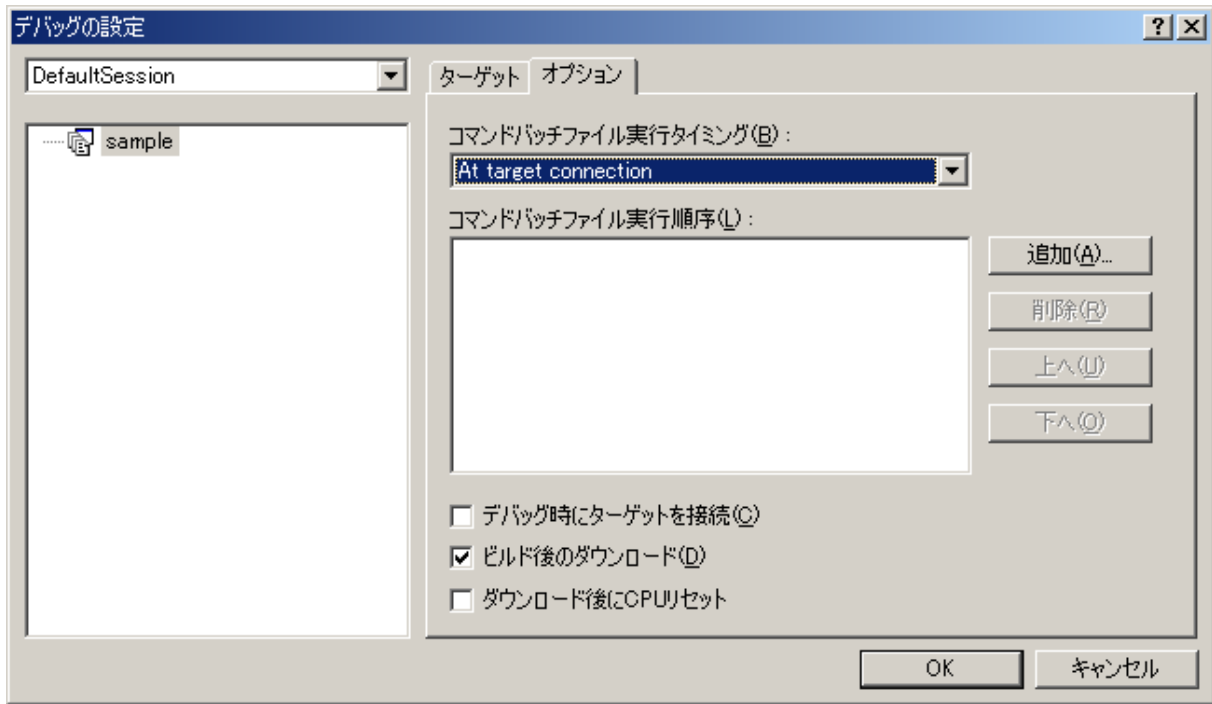 デバッグの設定
DefaultSession
sample
ターゲット オプション
コマンドバッチファイル実行タイミング(B) :
At target connection
コマンドバッチファイル実行順序(L) :
追加(A)...
削除(R)
上へ(U)
下へ(O)
デバッグ時にターゲットを接続(C)
ビルド後のダウンロード(D)
ダウンロード後にCPUリセット
OK キャンセル